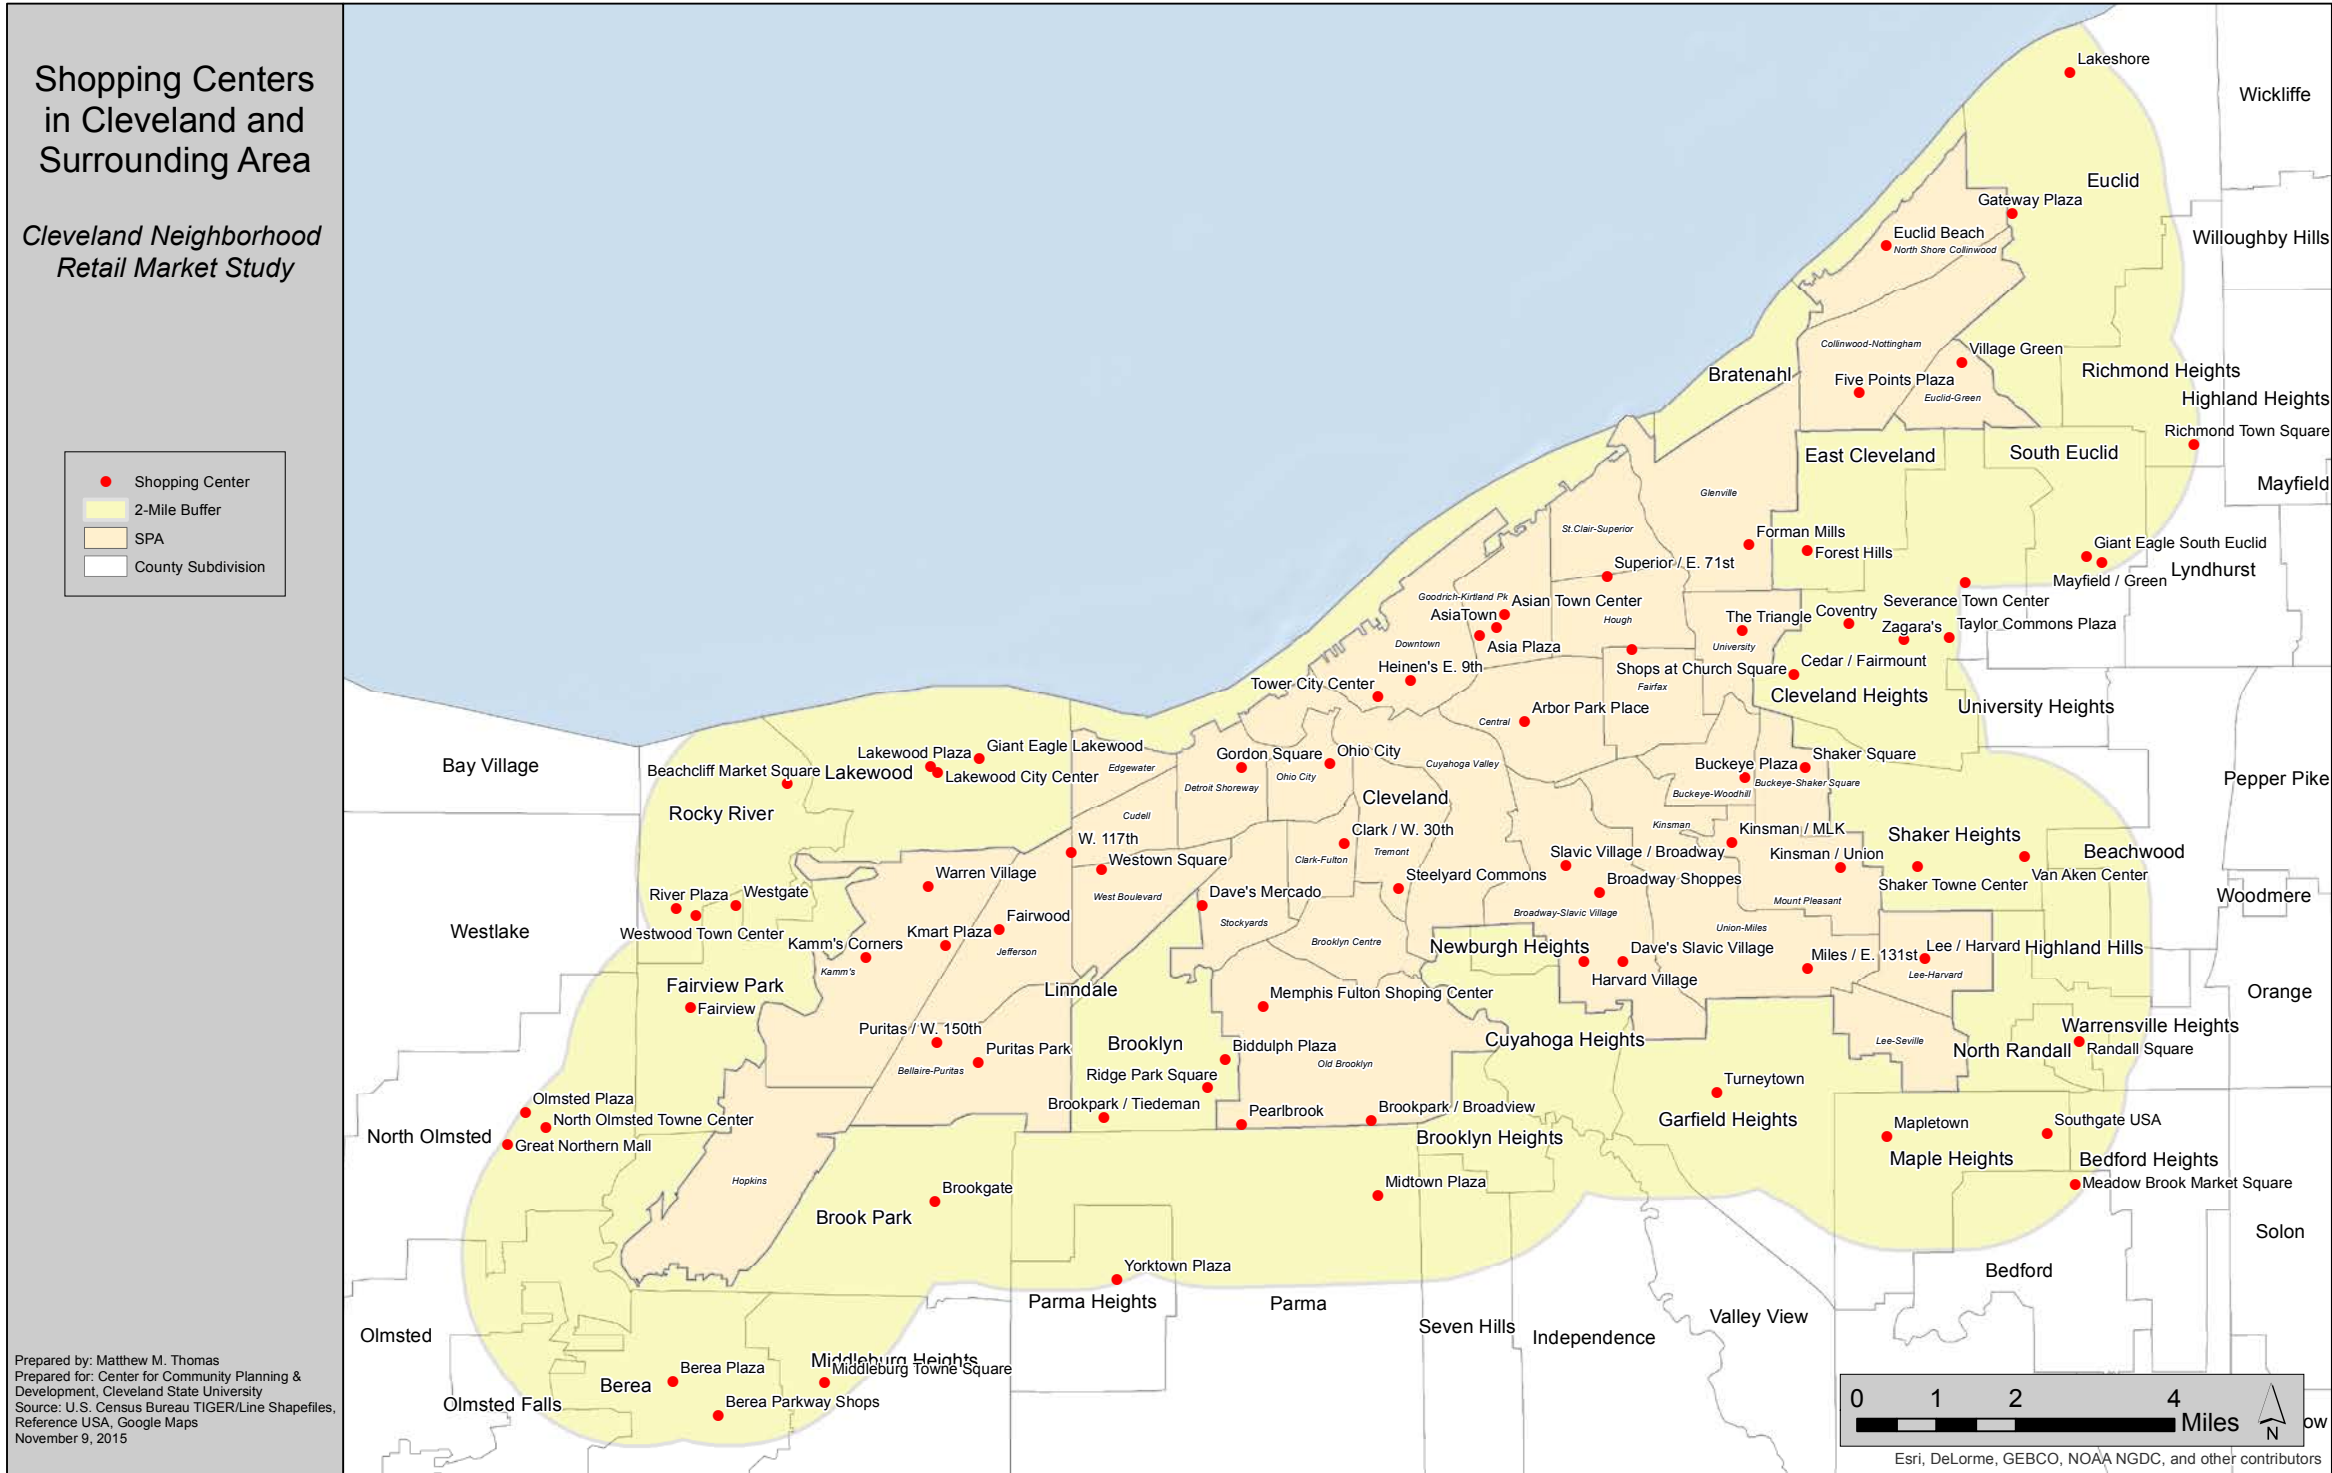 Shopping Centers
in Cleveland and
Surrounding Area
Cleveland Neighborhood
Retail Market Study
Shopping Center
2-Mile Buffer
SPA
County Subdivision
Prepared by: Matthew M. Thomas
Prepared for: Center for Community Planning &
Development, Cleveland State University
Source: U.S. Census Bureau TIGER/Line Shapefiles,
Reference USA, Google Maps
November 9, 2015
Lakeshore
Wickliffe
Euclid
Gateway Plaza
Euclid Beach
North Shore Collinwood
Willoughby Hills
Collinwood-Nottingham
Village Green
Bratenahl
Five Points Plaza
Euclid-Green
Richmond Heights
Highland Heights
Richmond Town Square
East Cleveland
South Euclid
Mayfield
Glenville
St.Clair-Superior
Forman Mills
Forest Hills
Giant Eagle South Euclid
Superior / E. 71st
Mayfield / Green
Lyndhurst
Goodrich-Kirtland Pk
Asian Town Center
AsiaTown
Hough
The Triangle
Coventry
Severance Town Center
Zagara's
Taylor Commons Plaza
Downtown
Asia Plaza
University
Heinen's E. 9th
Shops at Church Square
Cedar / Fairmount
Tower City Center
Fairfax
Cleveland Heights
Arbor Park Place
Central
University Heights
Bay Village
Lakewood Plaza
Giant Eagle Lakewood
Beachcliff Market Square
Lakewood
Lakewood City Center
Edgewater
Gordon Square
Ohio City
Detroit Shoreway
Ohio City
Cuyahoga Valley
Buckeye Plaza
Shaker Square
Buckeye-Shaker Square
Buckeye-Woodhill
Pepper Pike
Rocky River
Cudell
Cleveland
Kinsman
Kinsman / MLK
Shaker Heights
W. 117th
Clark / W. 30th
Westown Square
Clark-Fulton
Tremont
Slavic Village / Broadway
Kinsman / Union
Beachwood
Warren Village
Steelyard Commons
Broadway Shoppes
Shaker Towne Center
Van Aken Center
West Boulevard
Dave's Mercado
Mount Pleasant
Woodmere
River Plaza
Westgate
Fairwood
Stockyards
Broadway-Slavic Village
Westlake
Westwood Town Center
Kamm's Corners
Kmart Plaza
Jefferson
Brooklyn Centre
Newburgh Heights
Union-Miles
Dave's Slavic Village
Miles / E. 131st
Lee / Harvard
Highland Hills
Kamm's
Lee-Harvard
Fairview Park
Linndale
Memphis Fulton Shoping Center
Harvard Village
Orange
Fairview
Puritas / W. 150th
Puritas Park
Brooklyn
Biddulph Plaza
Cuyahoga Heights
Lee-Seville
Warrensville Heights
North Randall
Randall Square
Bellaire-Puritas
Ridge Park Square
Old Brooklyn
Turneytown
Olmsted Plaza
North Olmsted Towne Center
Brookpark / Tiedeman
Pearlbrook
Brookpark / Broadview
Garfield Heights
Mapletown
Southgate USA
North Olmsted
Great Northern Mall
Brooklyn Heights
Maple Heights
Bedford Heights
Hopkins
Brookgate
Midtown Plaza
Meadow Brook Market Square
Brook Park
Solon
Yorktown Plaza
Bedford
Parma Heights
Parma
Valley View
Olmsted
Seven Hills
Independence
Middleburg Heights
Middleburg Towne Square
Berea Plaza
Berea
Berea Parkway Shops
Olmsted Falls
0 1 2 4
Miles
N
ow
Esri, DeLorme, GEBCO, NOAA NGDC, and other contributors